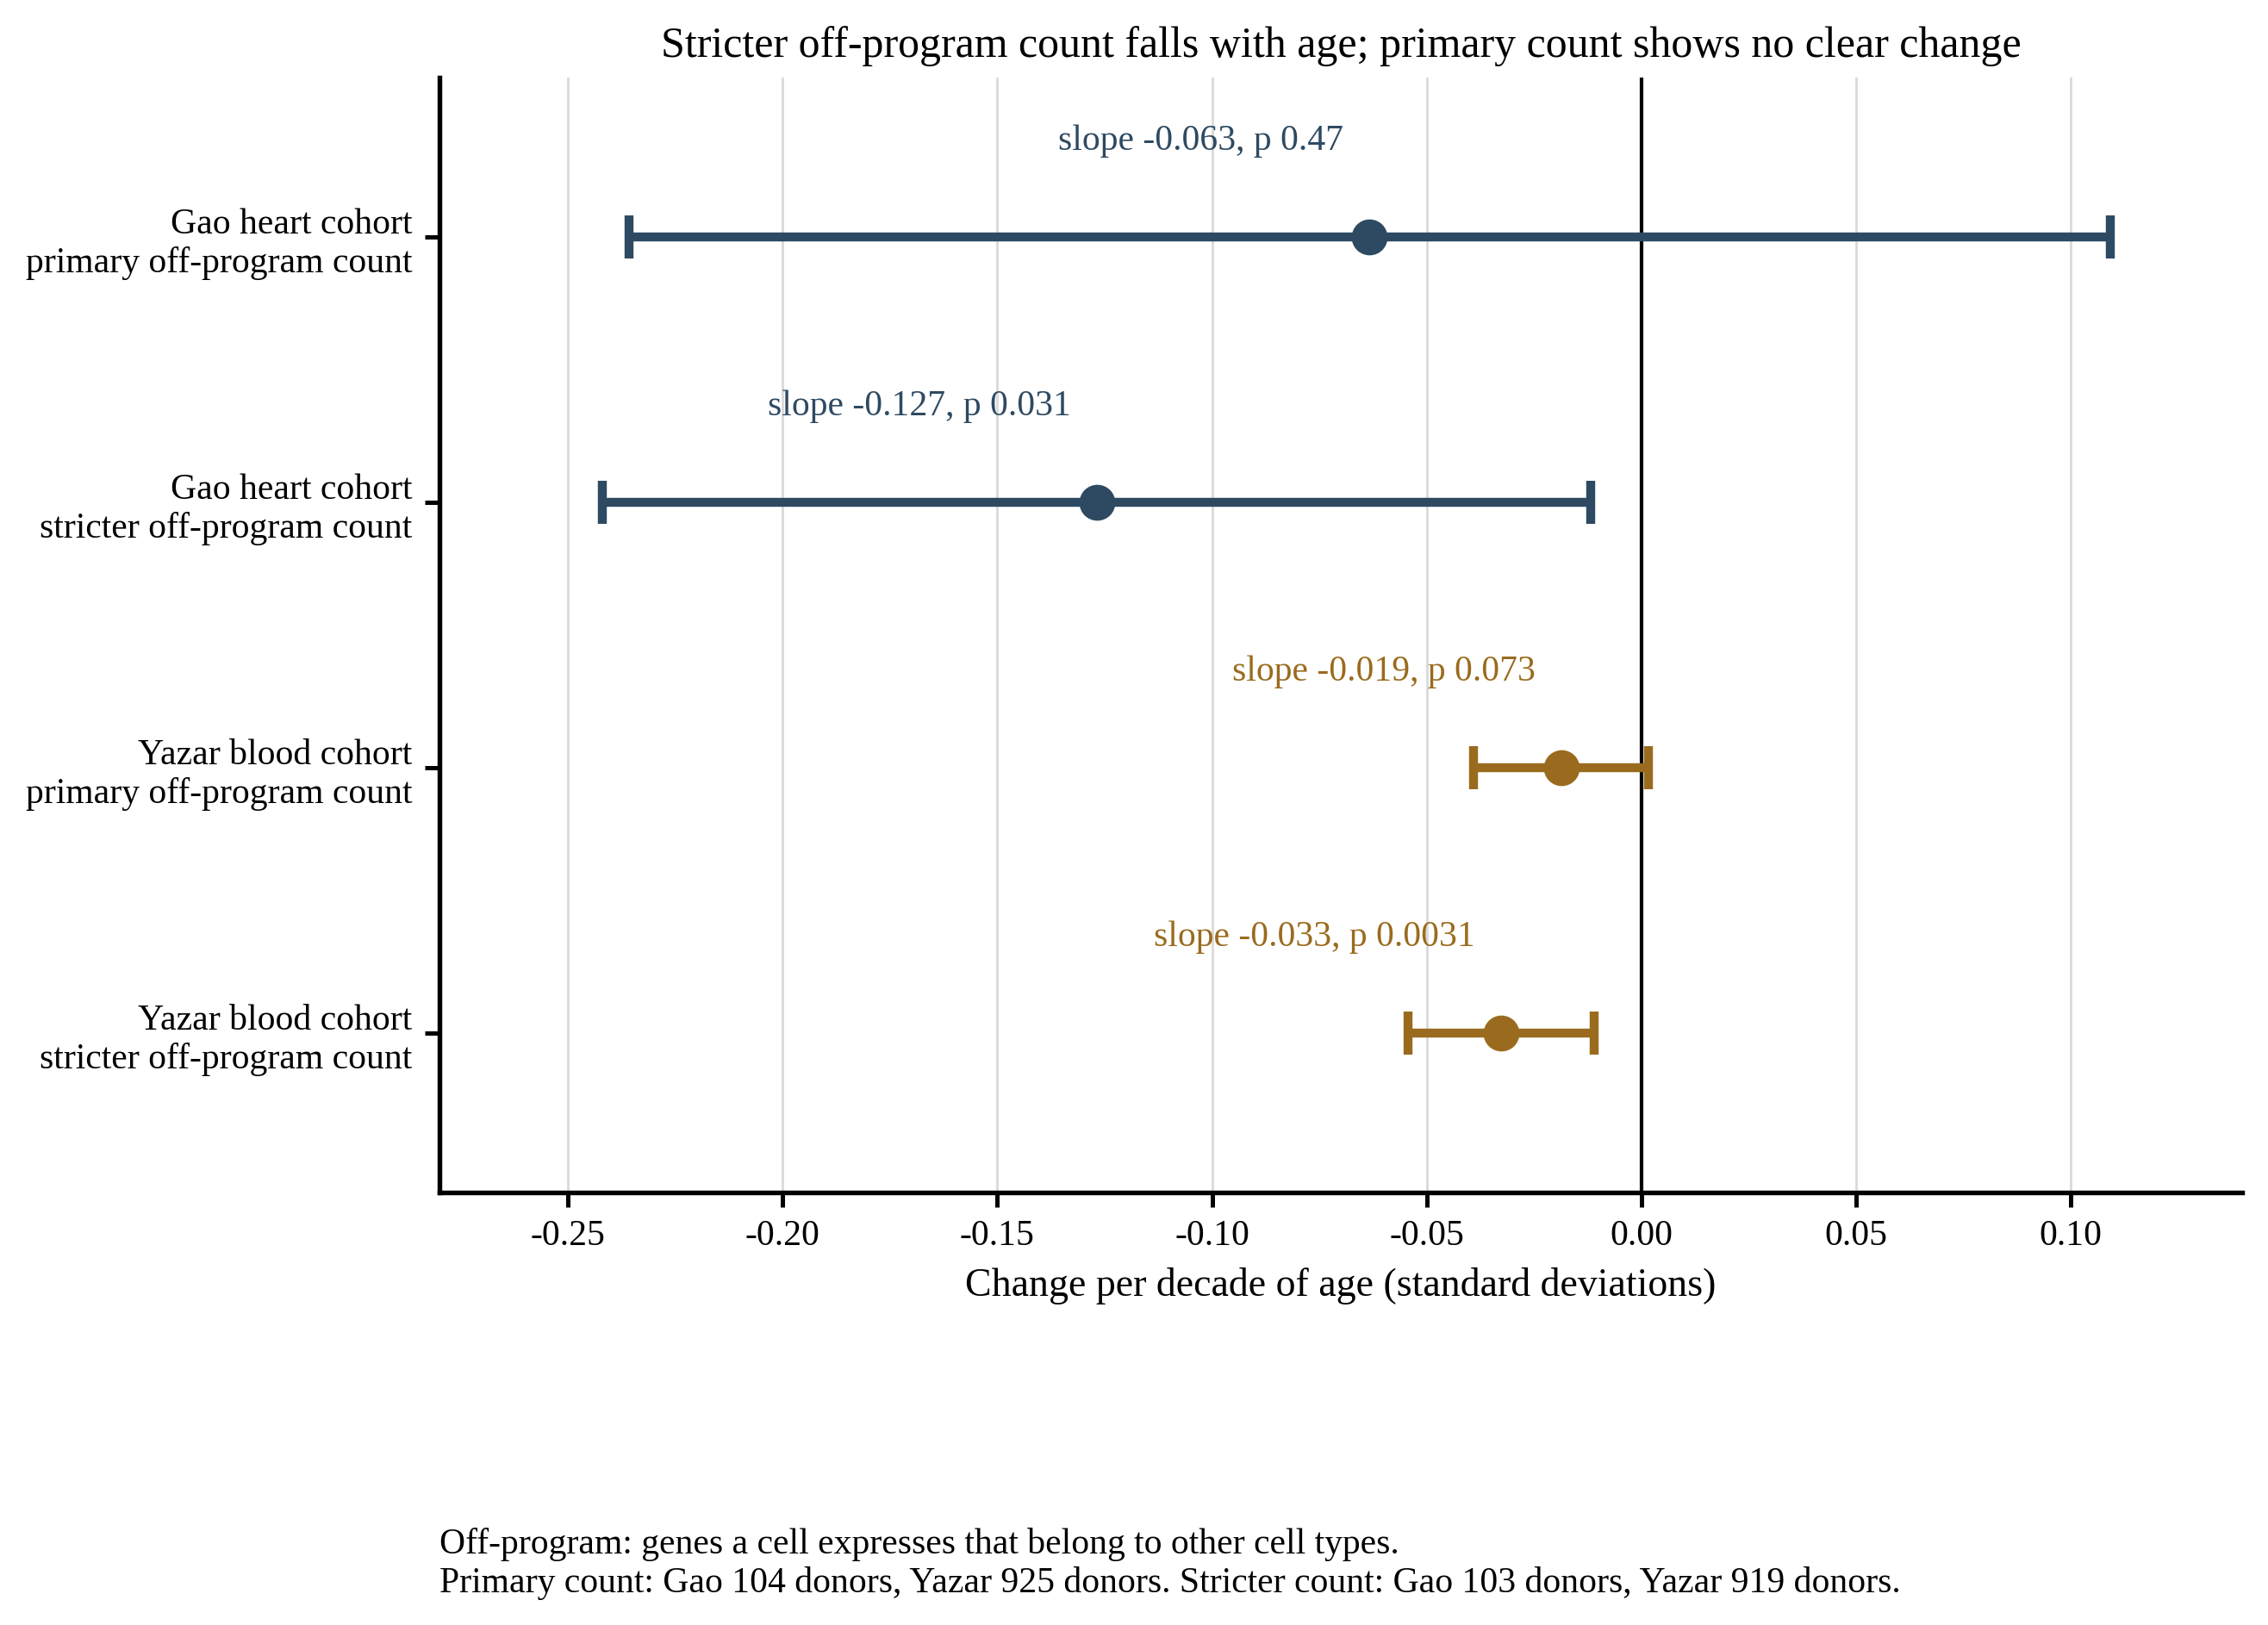 Stricter off-program count falls with age; primary count shows no clear change
slope -0.063, p 0.47
Gao heart cohort
primary off-program count
slope -0.127, p 0.031
Gao heart cohort
stricter off-program count
slope -0.019, p 0.073
Yazar blood cohort
primary off-program count
slope -0.033, p 0.0031
Yazar blood cohort
stricter off-program count
-0.25 -0.20 -0.15 -0.10 -0.05 0.00 0.05 0.10
Change per decade of age (standard deviations)
Off-program: genes a cell expresses that belong to other cell types.
Primary count: Gao 104 donors, Yazar 925 donors. Stricter count: Gao 103 donors, Yazar 919 donors.